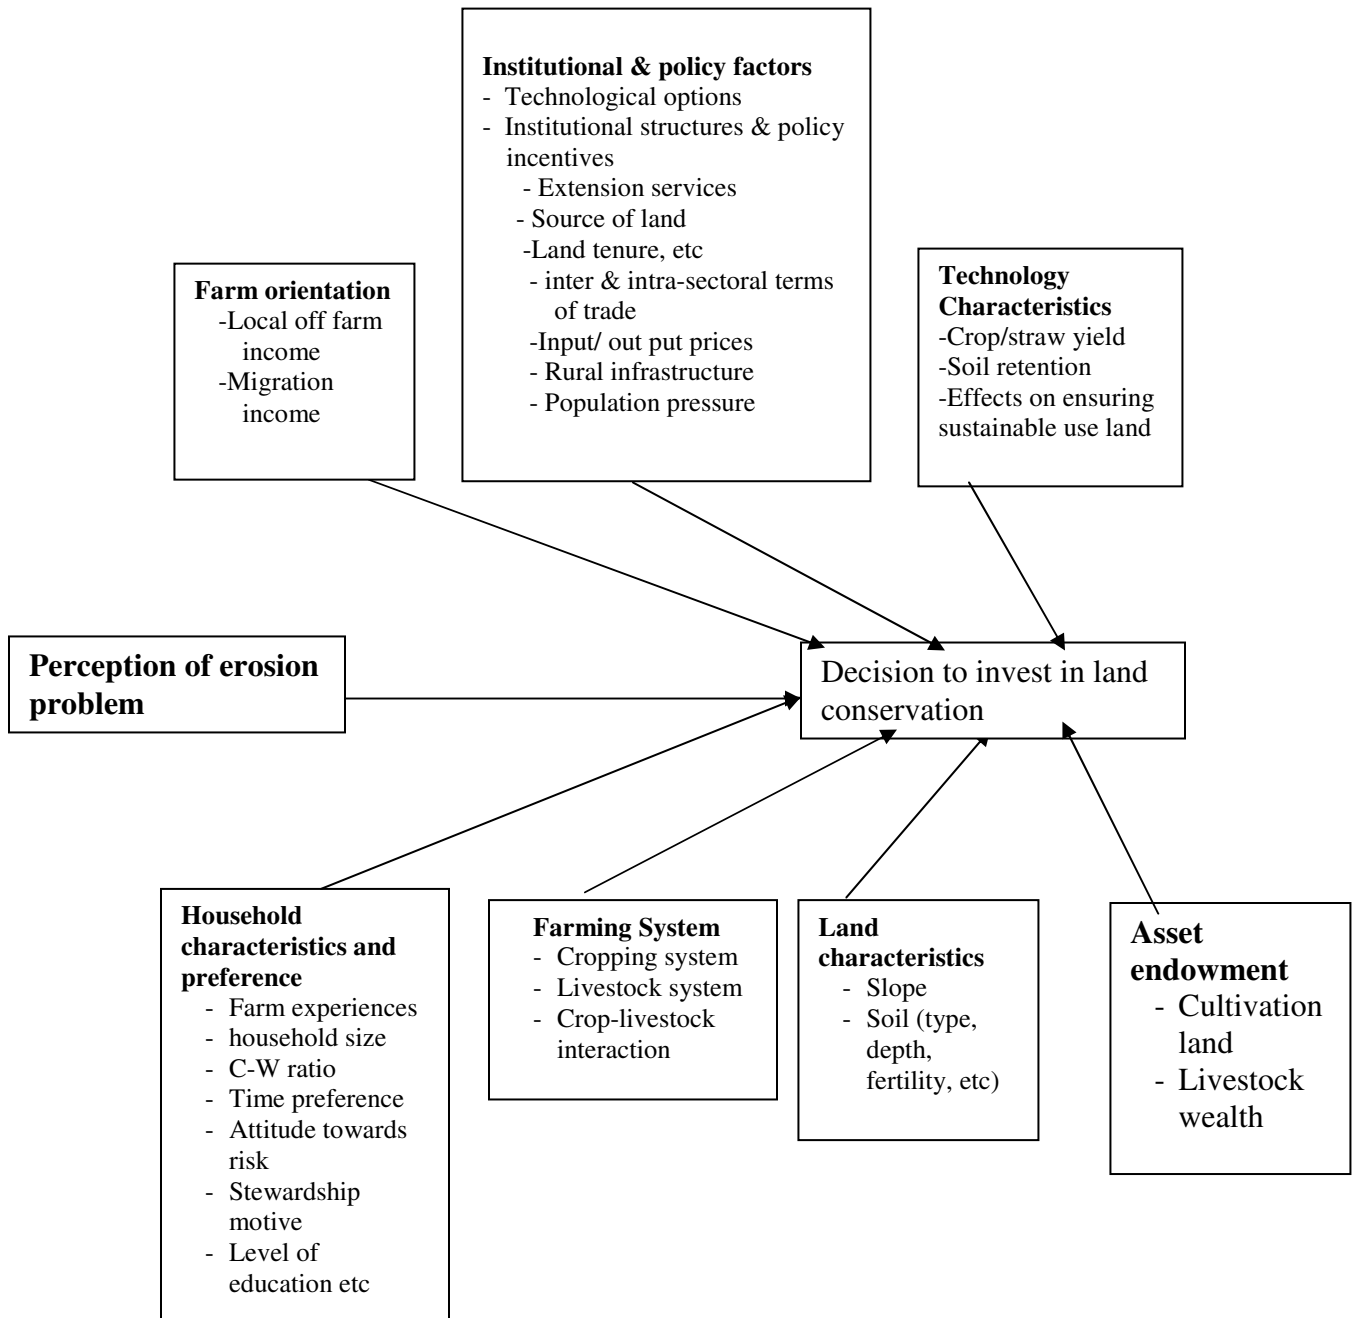 Institutional & policy factors
- Technological options
- Institutional structures & policy
incentives
- Extension services
- Source of land
-Land tenure, etc
- inter & intra-sectoral terms
of trade
-Input/ out put prices
- Rural infrastructure
- Population pressure
Farm orientation
-Local off farm
income
-Migration
income
Technology
Characteristics
-Crop/straw yield
-Soil retention
-Effects on ensuring
sustainable use land
Perception of erosion
problem
Decision to invest in land
conservation
Household
characteristics and
preference
- Farm experiences
- household size
- C-W ratio
- Time preference
- Attitude towards
risk
- Stewardship
motive
- Level of
education etc
Farming System
- Cropping system
- Livestock system
- Crop-livestock
interaction
Land
characteristics
- Slope
- Soil (type,
depth,
fertility, etc)
Asset
endowment
- Cultivation
land
- Livestock
wealth